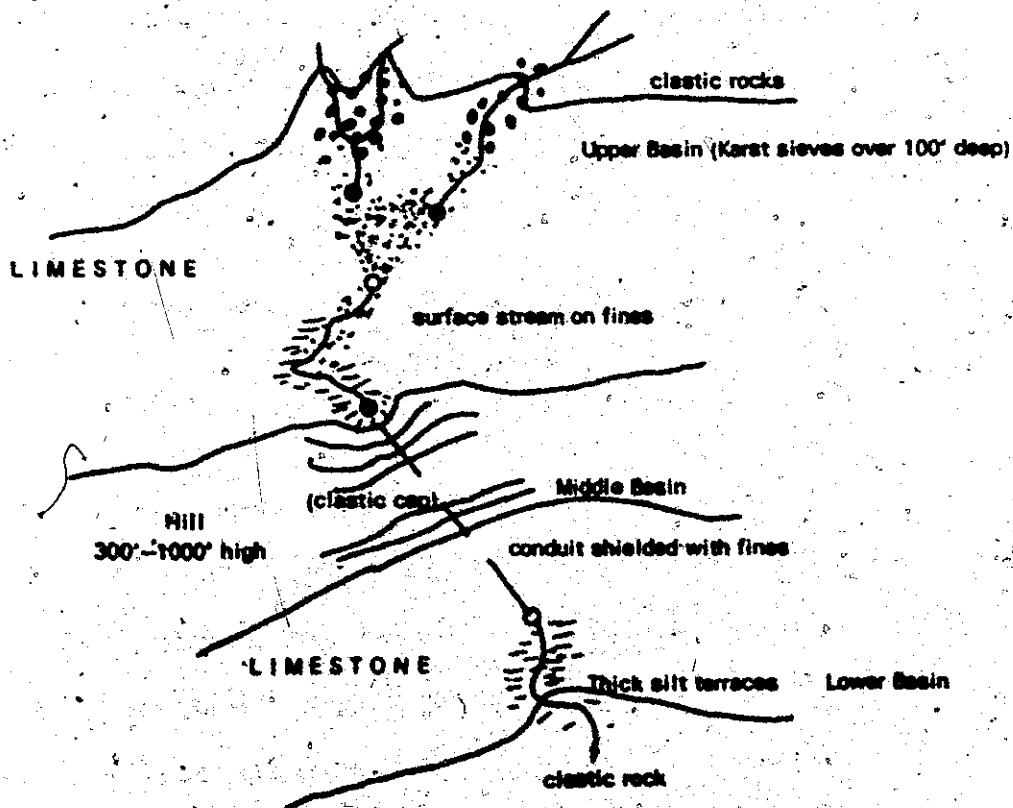 clastic rocks
Upper Basin (Karst sieves over 100' deep)
LIMESTONE
surface stream on fines
(clastic cap)
Middle Basin
Hill
300'-1000' high
conduit shielded with fines
LIMESTONE
Thick silt terraces
Lower Basin
clastic rock